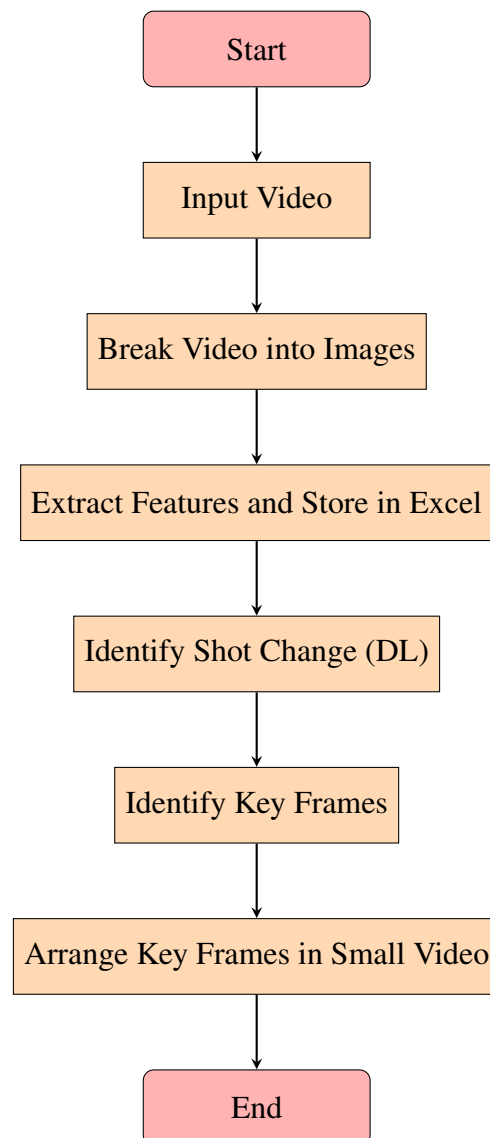 Start
Input Video
Break Video into Images
Extract Features and Store in Excel
Identify Shot Change (DL)
Identify Key Frames
Arrange Key Frames in Small Video
End